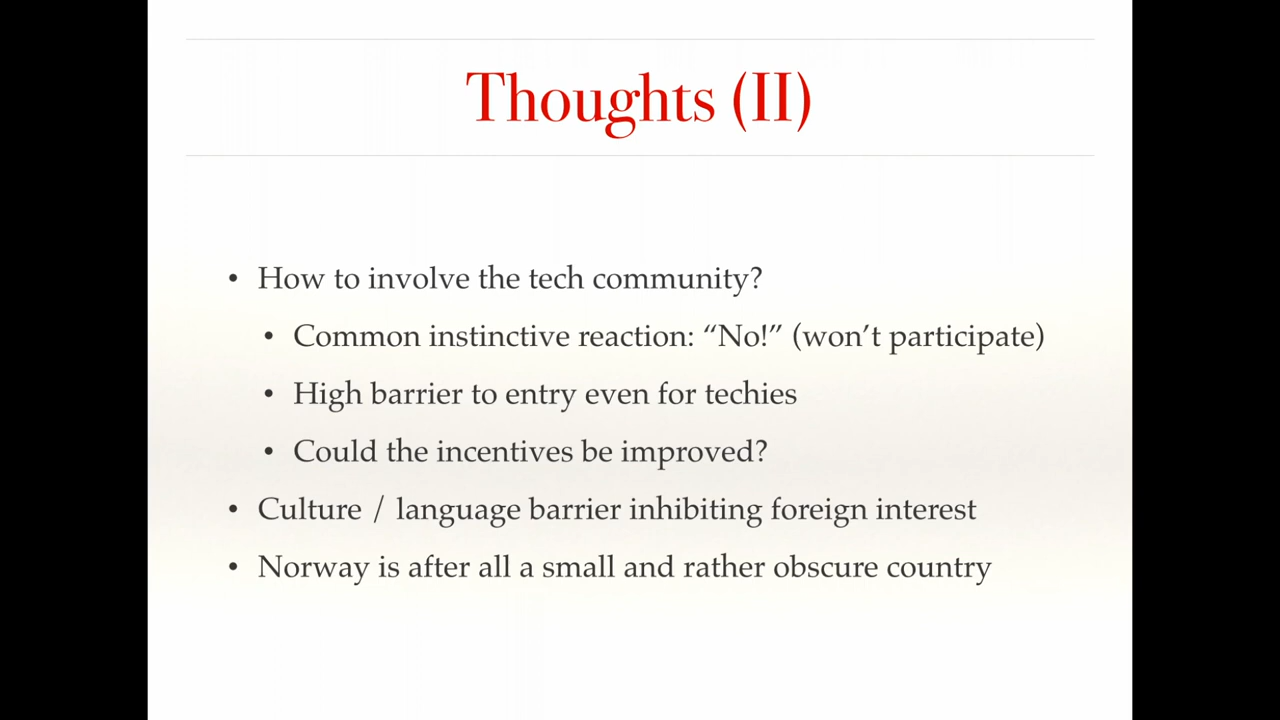 Thoughts (II)
• How to involve the tech community?
• Common instinctive reaction: “No!” (won’t participate)
• High barrier to entry even for techies
• Could the incentives be improved?
• Culture / language barrier inhibiting foreign interest
• Norway is after all a small and rather obscure country